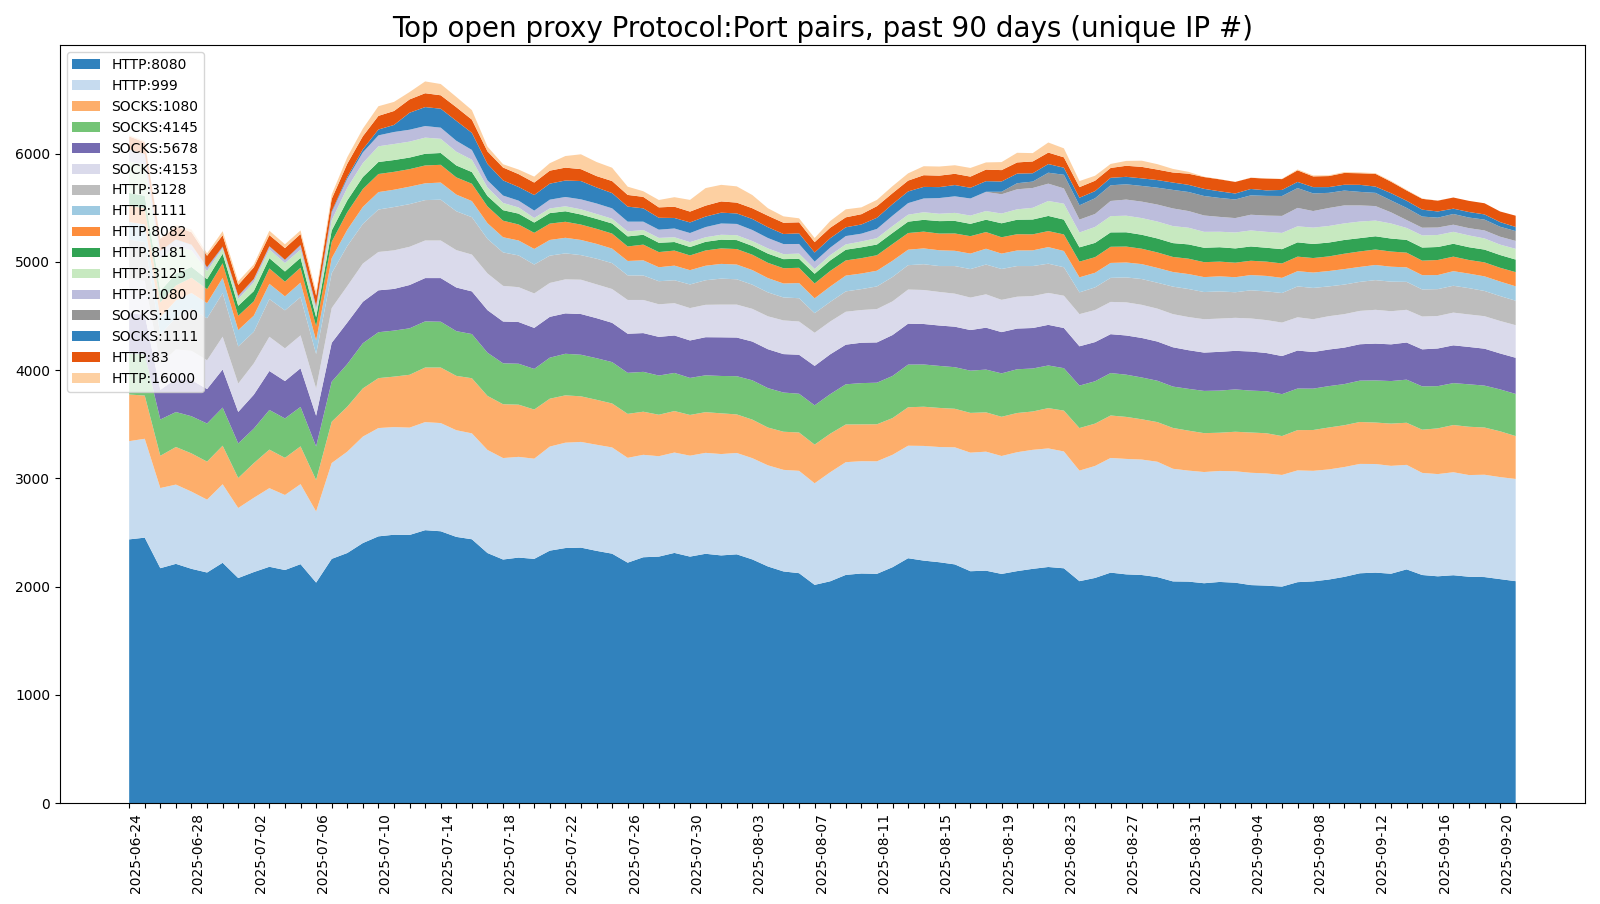 Top open proxy Protocol:Port pairs, past 90 days (unique IP #)
HTTP:8080
HTTP:999
SOCKS:1080
SOCKS:4145
SOCKS:5678
SOCKS:4153
HTTP:3128
HTTP:1111
HTTP:8082
HTTP:8181
HTTP:3125
HTTP:1080
SOCKS:1100
SOCKS:1111
HTTP:83
HTTP:16000
6000
5000
4000
3000
2000
1000
0
2025-06-24
2025-06-28
2025-07-02
2025-07-06
2025-07-10
2025-07-14
2025-07-18
2025-07-22
2025-07-26
2025-07-30
2025-08-03
2025-08-07
2025-08-11
2025-08-15
2025-08-19
2025-08-23
2025-08-27
2025-08-31
2025-09-04
2025-09-08
2025-09-12
2025-09-16
2025-09-20